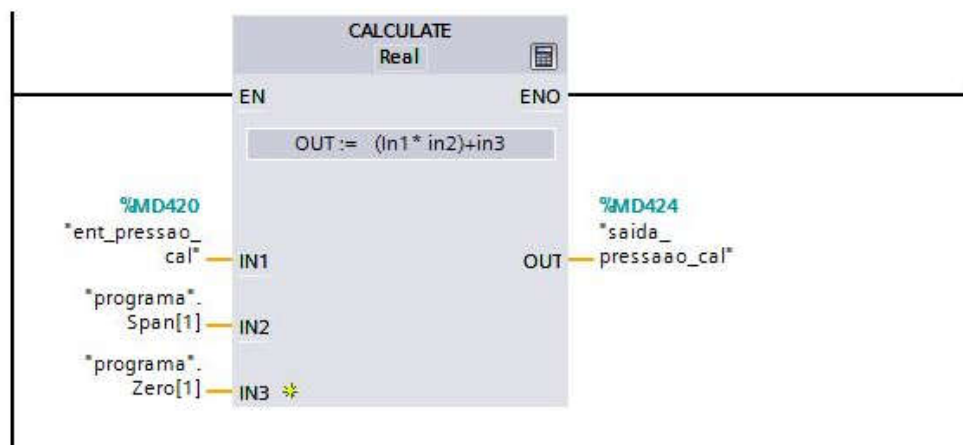 CALCULATE
Real
EN
ENO
OUT := (In1* in2)+in3
%MD420
"ent_pressao_
cal"
IN1
%MD424
"saida_
pressaao_cal"
OUT
"programa".
Span[1]
IN2
"programa".
Zero[1]
IN3